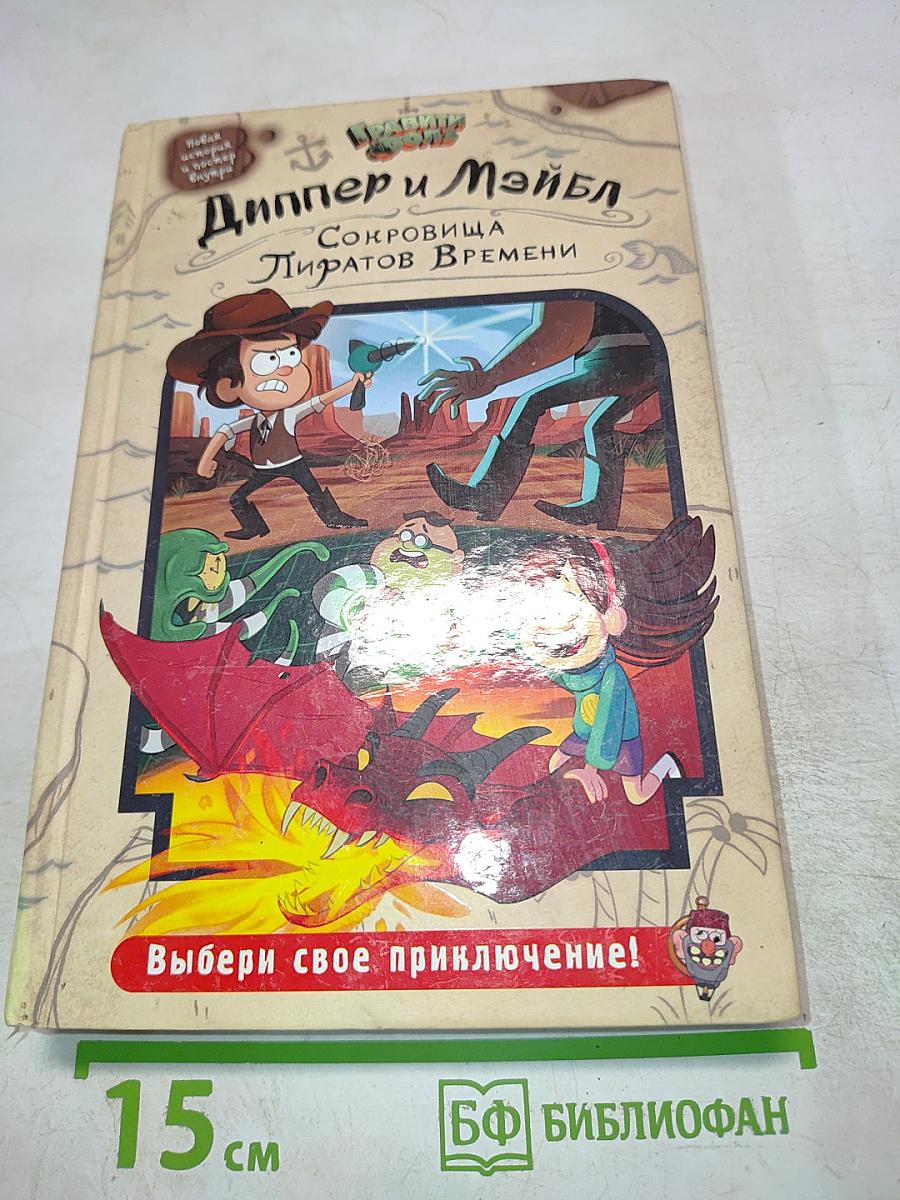 Новая
история
и постер
внутри
ГРАВИТИ
ФОЛЗ
Диппер и Мэйбл
Сокровища
Пиратов Времени
Выбери свое приключение!
15 см
БФ БИБЛИОФАН